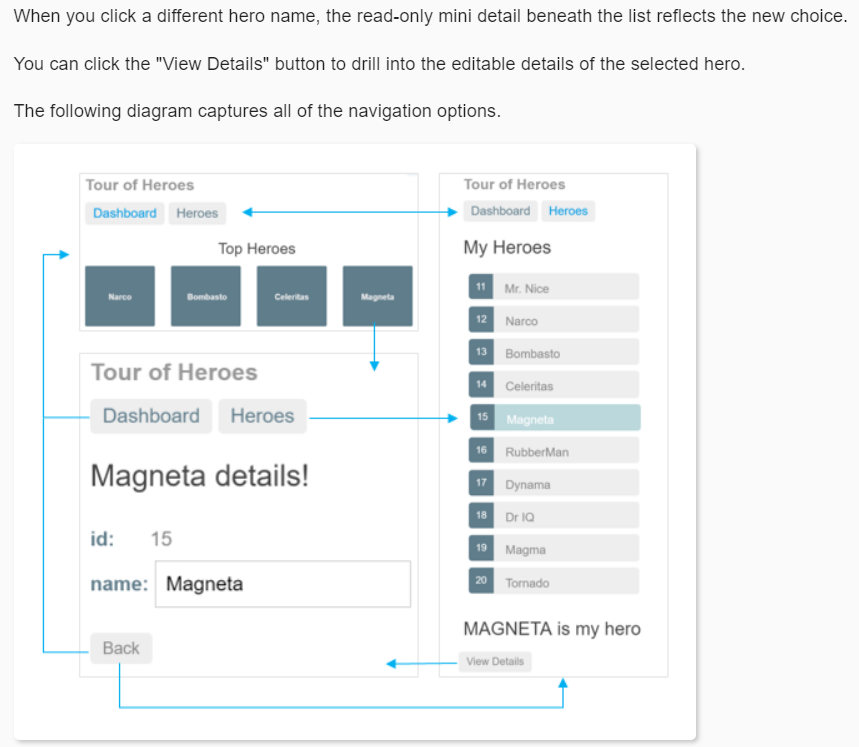 When you click a different hero name, the read-only mini detail beneath the list reflects the new choice.
You can click the "View Details" button to drill into the editable details of the selected hero.
The following diagram captures all of the navigation options.
Tour of Heroes
Dashboard Heroes
Top Heroes
Narco Bombasto Celeritas Magneta
Tour of Heroes
Dashboard Heroes
Magneta details!
id: 15
name: Magneta
Back
Tour of Heroes
Dashboard Heroes
My Heroes
11 Mr. Nice
12 Narco
13 Bombasto
14 Celeritas
15 Magneta
16 RubberMan
17 Dynama
18 Dr IQ
19 Magma
20 Tornado
MAGNETA is my hero
View Details